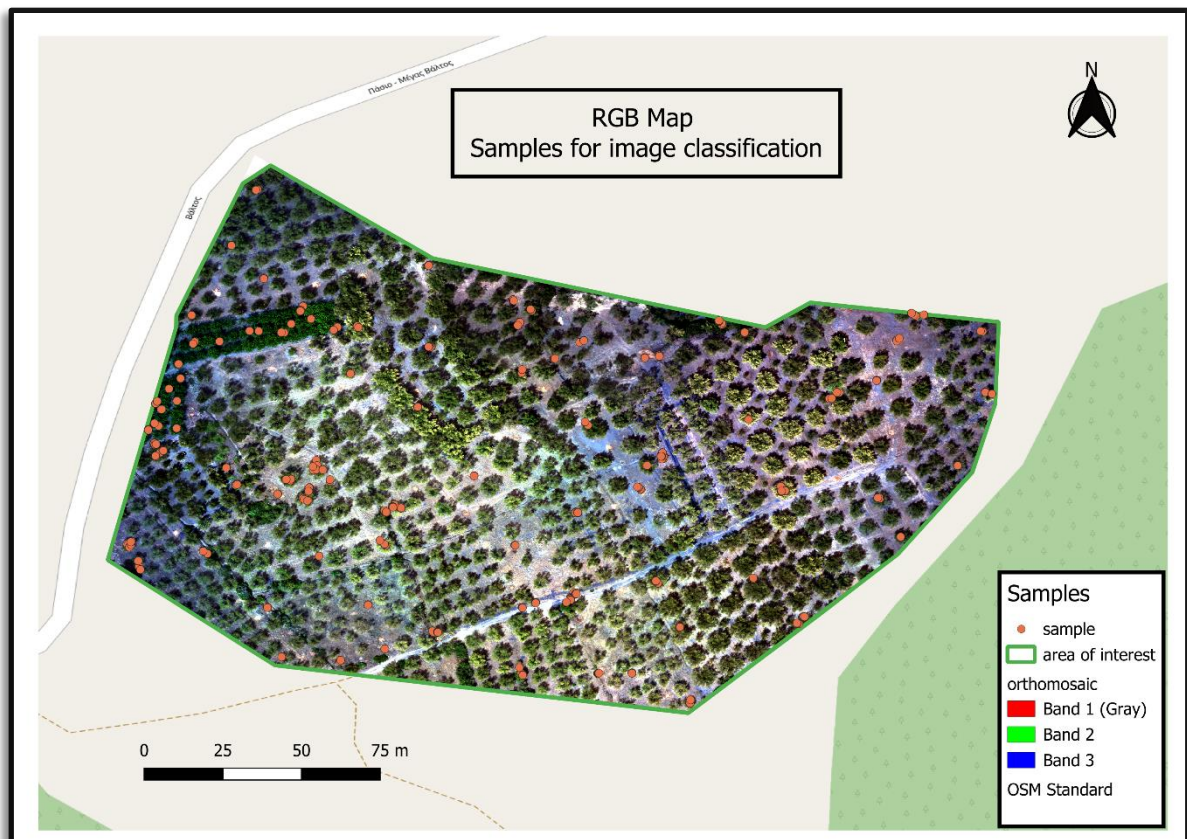 Πάσιο - Μέγας Βάλτος
N
RGB Map
Samples for image classification
Βάλτος
Samples
sample
area of interest
orthomosaic
Band 1 (Gray)
Band 2
Band 3
OSM Standard
0 25 50 75 m